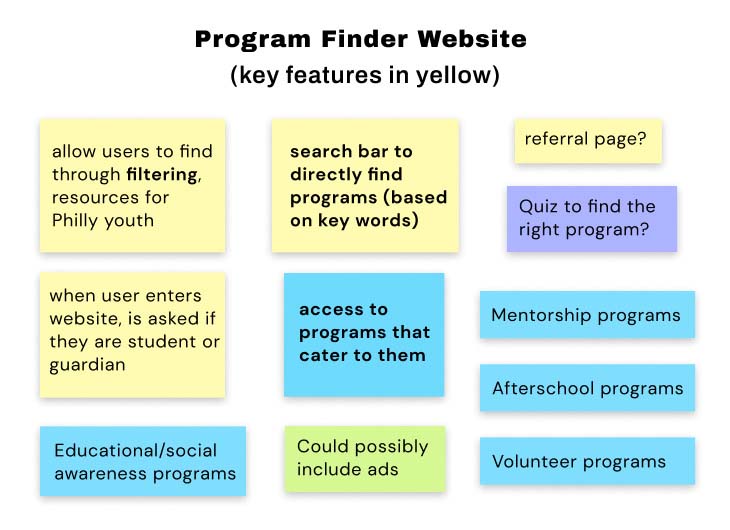 Program Finder Website
(key features in yellow)
allow users to find
through filtering,
resources for
Philly youth
search bar to
directly find
programs (based
on key words)
referral page?
Quiz to find the
right program?
when user enters
website, is asked if
they are student or
guardian
access to
programs that
cater to them
Mentorship programs
Afterschool programs
Educational/social
awareness programs
Could possibly
include ads
Volunteer programs